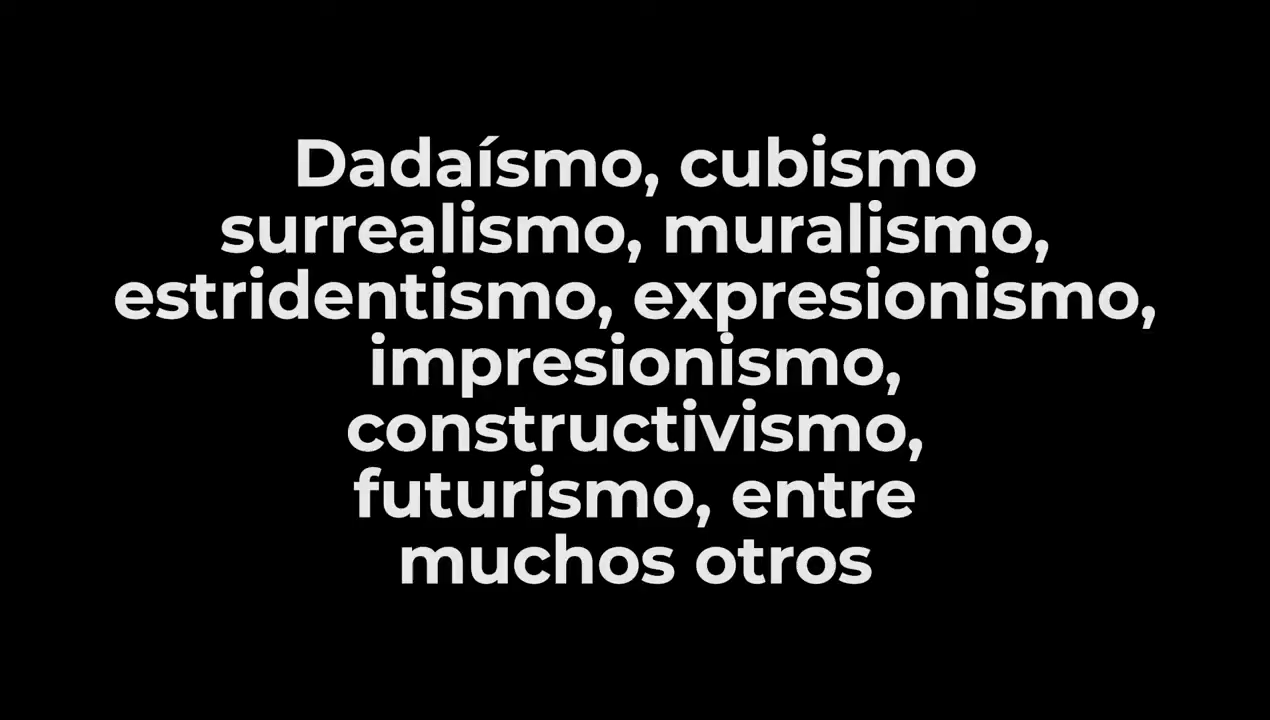 Dadaísmo, cubismo
surrealismo, muralismo,
estridentismo, expresionismo,
impresionismo,
constructivismo,
futurismo, entre
muchos otros